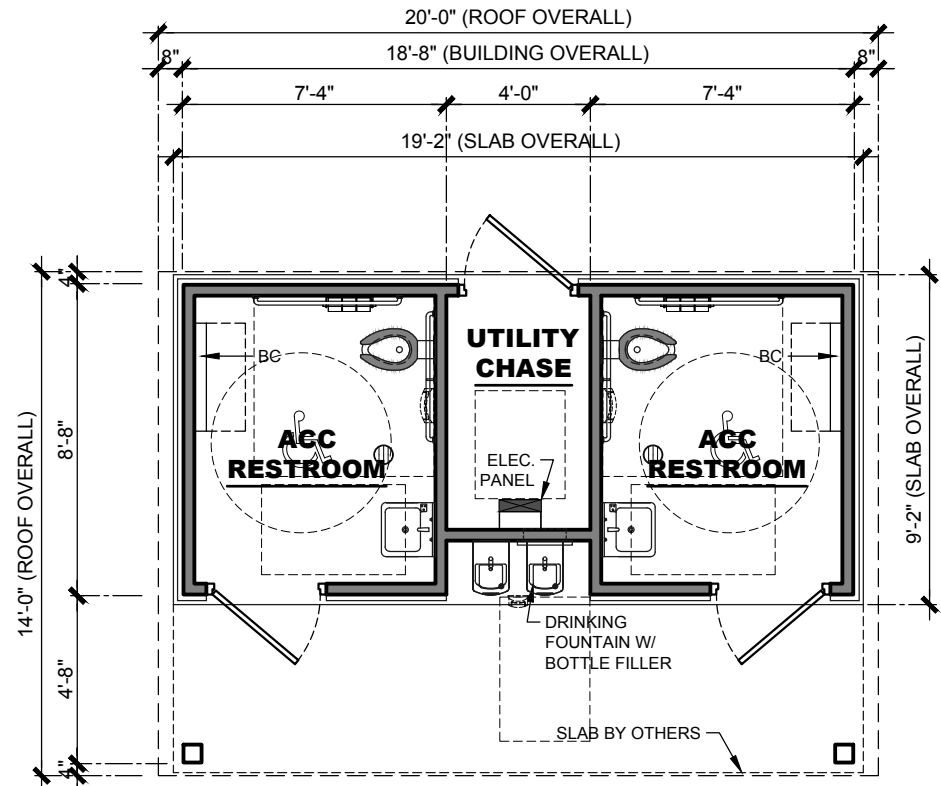 20'-0" (ROOF OVERALL)
8"
18'-8" (BUILDING OVERALL)
8"
7'-4"
4'-0"
7'-4"
19'-2" (SLAB OVERALL)
4"
8'-8"
14'-0" (ROOF OVERALL)
4'-8"
4"
9'-2" (SLAB OVERALL)
UTILITY
CHASE
BC
BC
ACC
RESTROOM
ELEC.
PANEL
ACC
RESTROOM
DRINKING
FOUNTAIN W/
BOTTLE FILLER
SLAB BY OTHERS